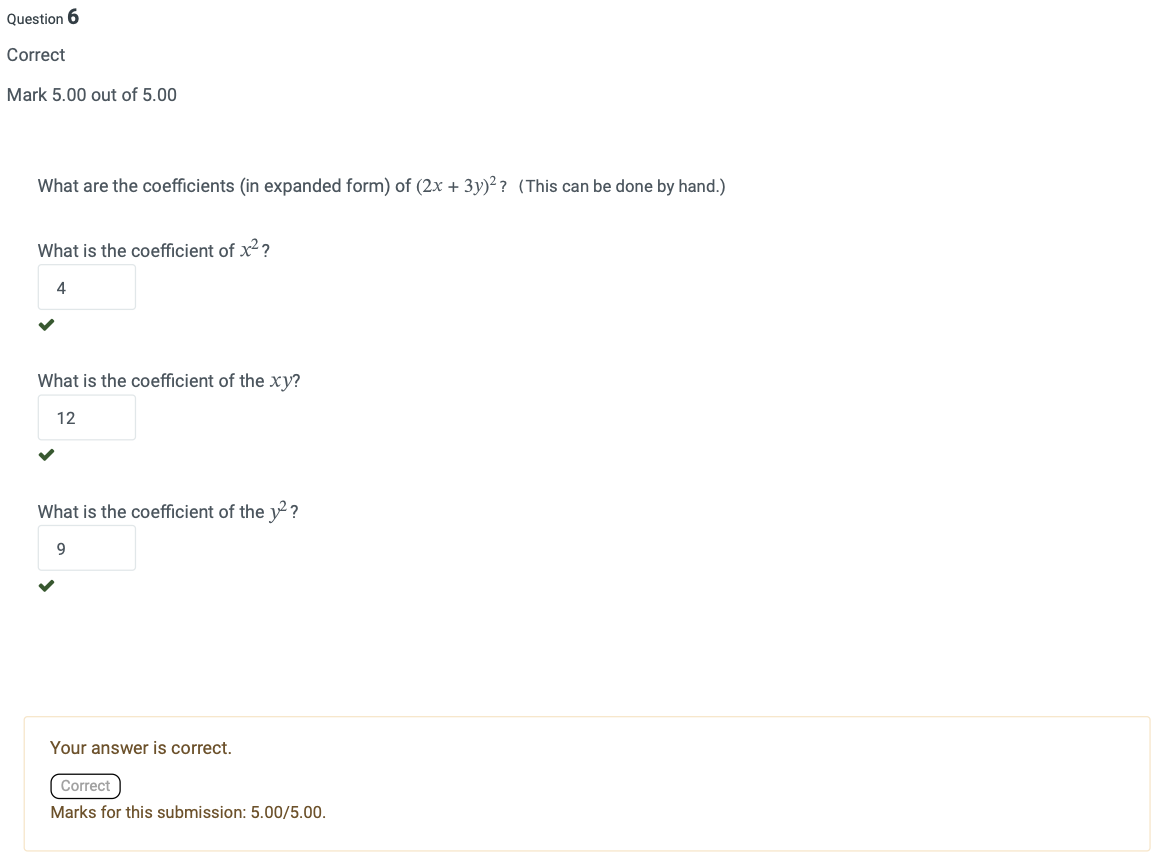 Question 6
Correct
Mark 5.00 out of 5.00
What are the coefficients (in expanded form) of (2x + 3y)²? (This can be done by hand.)
What is the coefficient of x²?
4
What is the coefficient of the xy?
12
What is the coefficient of the y²?
9
Your answer is correct.
Correct
Marks for this submission: 5.00/5.00.